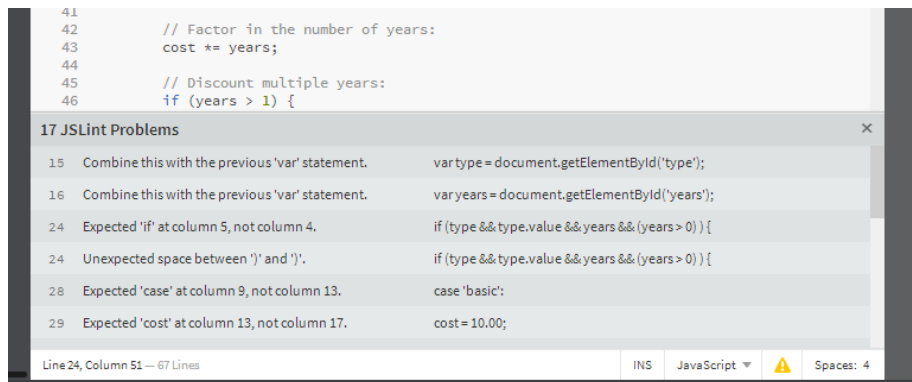 41
42 // Factor in the number of years:
43 cost *= years;
44
45 // Discount multiple years:
46 if (years > 1) {
17 JSLint Problems ×
15 Combine this with the previous 'var' statement. var type = document.getElementById('type');
16 Combine this with the previous 'var' statement. var years = document.getElementById('years');
24 Expected 'if' at column 5, not column 4. if (type && type.value && years && (years > 0) ) {
24 Unexpected space between ')' and ')'. if (type && type.value && years && (years > 0) ) {
28 Expected 'case' at column 9, not column 13. case 'basic':
29 Expected 'cost' at column 13, not column 17. cost = 10.00;
Line 24, Column 51 — 67 Lines INS JavaScript Spaces: 4